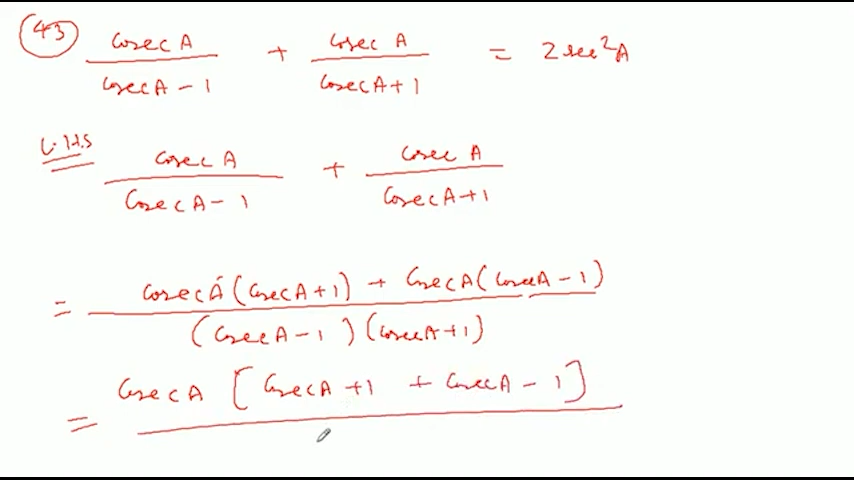 43 cosec A / cosec A - 1 + cosec A / cosec A + 1 = 2 sec²A
L.H.S cosec A / cosec A - 1 + cosec A / cosec A + 1
= cosec A (cosec A + 1) + cosec A (cosec A - 1) / (cosec A - 1) (cosec A + 1)
= cosec A [cosec A + 1 + cosec A - 1]